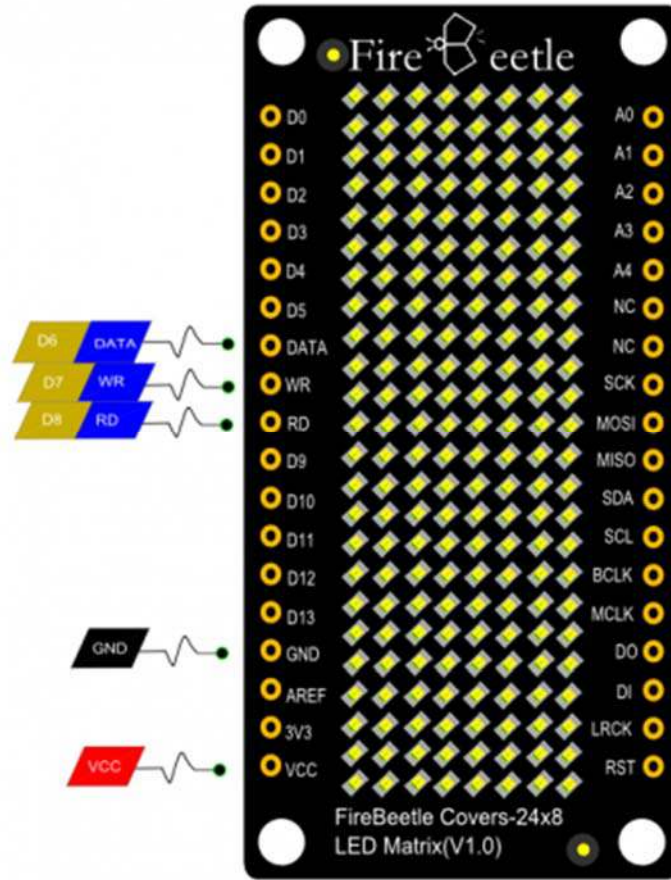 Fire Beetle
D0 A0
D1 A1
D2 A2
D3 A3
D4 A4
D5 NC
D6 DATA DATA NC
D7 WR WR SCK
D8 RD RD MOSI
D9 MISO
D10 SDA
D11 SCL
D12 BCLK
D13 MCLK
GND GND DO
AREF DI
3V3 LRCK
VCC VCC RST
FireBeetle Covers-24x8
LED Matrix(V1.0)